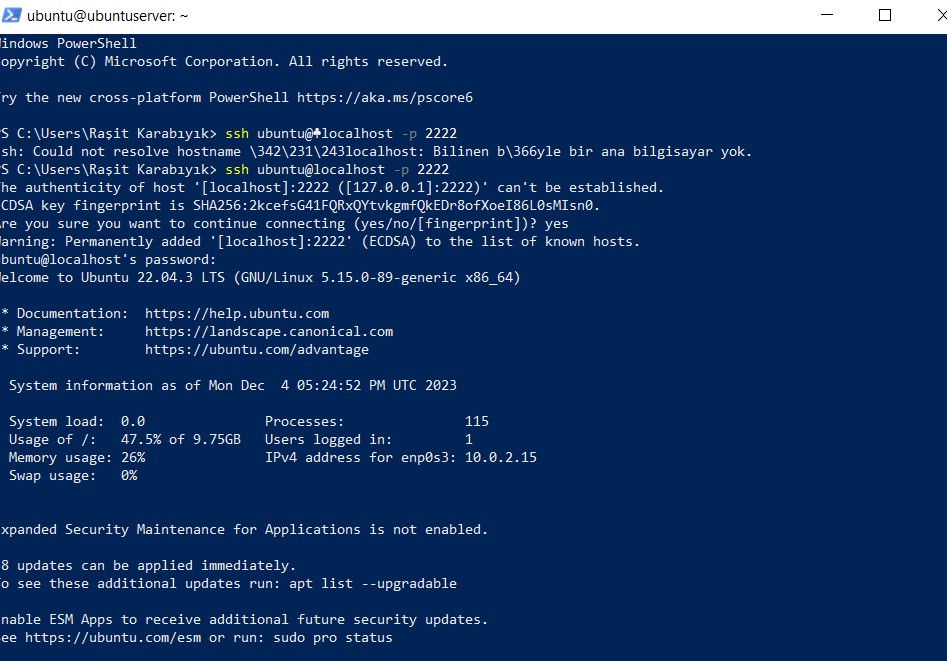 ubuntu@ubuntuserver: ~
indows PowerShell
opyright (C) Microsoft Corporation. All rights reserved.
ry the new cross-platform PowerShell https://aka.ms/pscore6
PS C:\Users\Raşit Karabıyık> ssh ubuntu@♣localhost -p 2222
sh: Could not resolve hostname \342\231\243localhost: Bilinen b\366yle bir ana bilgisayar yok.
PS C:\Users\Raşit Karabıyık> ssh ubuntu@localhost -p 2222
he authenticity of host '[localhost]:2222 ([127.0.0.1]:2222)' can't be established.
CDSA key fingerprint is SHA256:2kcefsG41FQRxQYtvkgmfQkEDr8ofXoeI86L0sMIsn0.
re you sure you want to continue connecting (yes/no/[fingerprint])? yes
arning: Permanently added '[localhost]:2222' (ECDSA) to the list of known hosts.
buntu@localhost's password:
elcome to Ubuntu 22.04.3 LTS (GNU/Linux 5.15.0-89-generic x86_64)
* Documentation:  https://help.ubuntu.com
* Management:     https://landscape.canonical.com
* Support:        https://ubuntu.com/advantage
System information as of Mon Dec  4 05:24:52 PM UTC 2023
System load:  0.0               Processes:               115
Usage of /:   47.5% of 9.75GB   Users logged in:         1
Memory usage: 26%               IPv4 address for enp0s3: 10.0.2.15
Swap usage:   0%
xpanded Security Maintenance for Applications is not enabled.
8 updates can be applied immediately.
o see these additional updates run: apt list --upgradable
nable ESM Apps to receive additional future security updates.
ee https://ubuntu.com/esm or run: sudo pro status